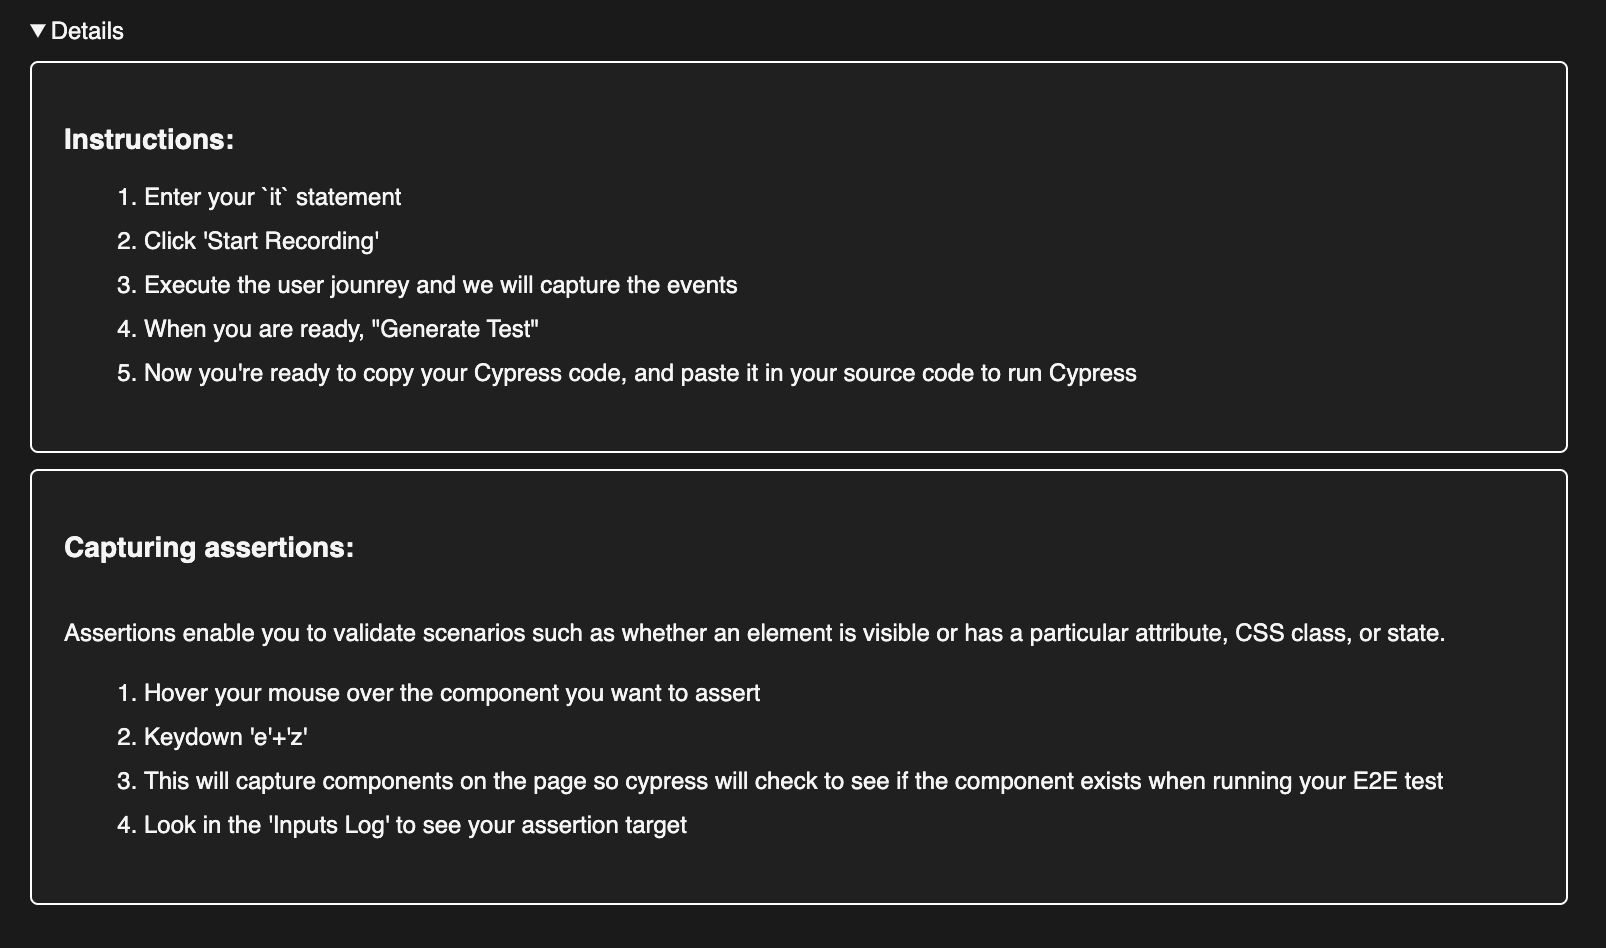 ▼ Details
Instructions:
1. Enter your `it` statement
2. Click 'Start Recording'
3. Execute the user jounrey and we will capture the events
4. When you are ready, "Generate Test"
5. Now you're ready to copy your Cypress code, and paste it in your source code to run Cypress
Capturing assertions:
Assertions enable you to validate scenarios such as whether an element is visible or has a particular attribute, CSS class, or state.
1. Hover your mouse over the component you want to assert
2. Keydown 'e'+'z'
3. This will capture components on the page so cypress will check to see if the component exists when running your E2E test
4. Look in the 'Inputs Log' to see your assertion target